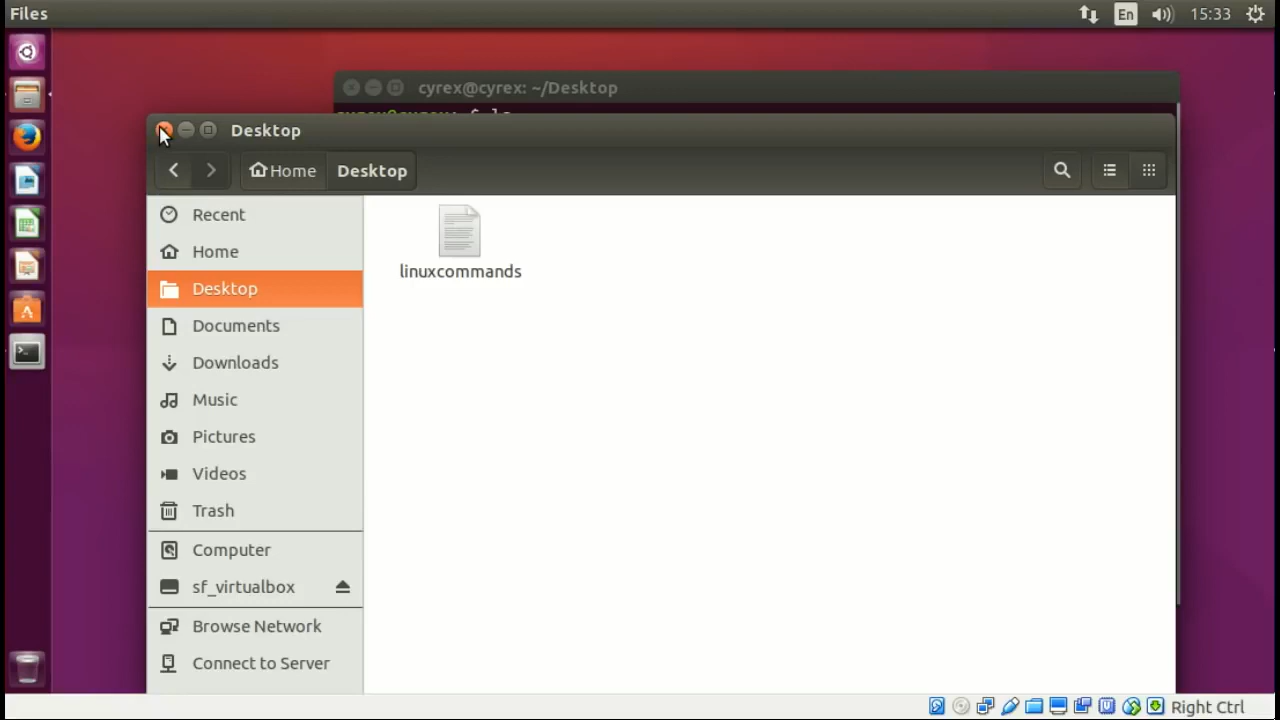 Files
En
15:33
cyrex@cyrex: ~/Desktop
Desktop
Home
Desktop
Recent
Home
Desktop
Documents
Downloads
Music
Pictures
Videos
Trash
Computer
sf_virtualbox
Browse Network
Connect to Server
linuxcommands
Right Ctrl